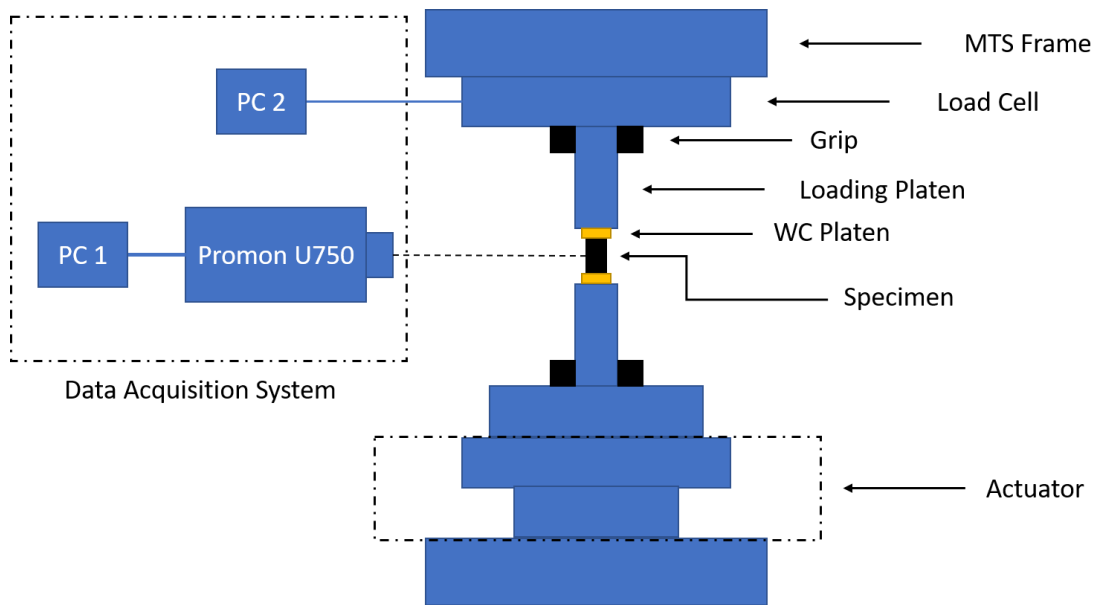 MTS Frame
PC 2
Load Cell
Grip
Loading Platen
WC Platen
PC 1
Promon U750
Specimen
Data Acquisition System
Actuator